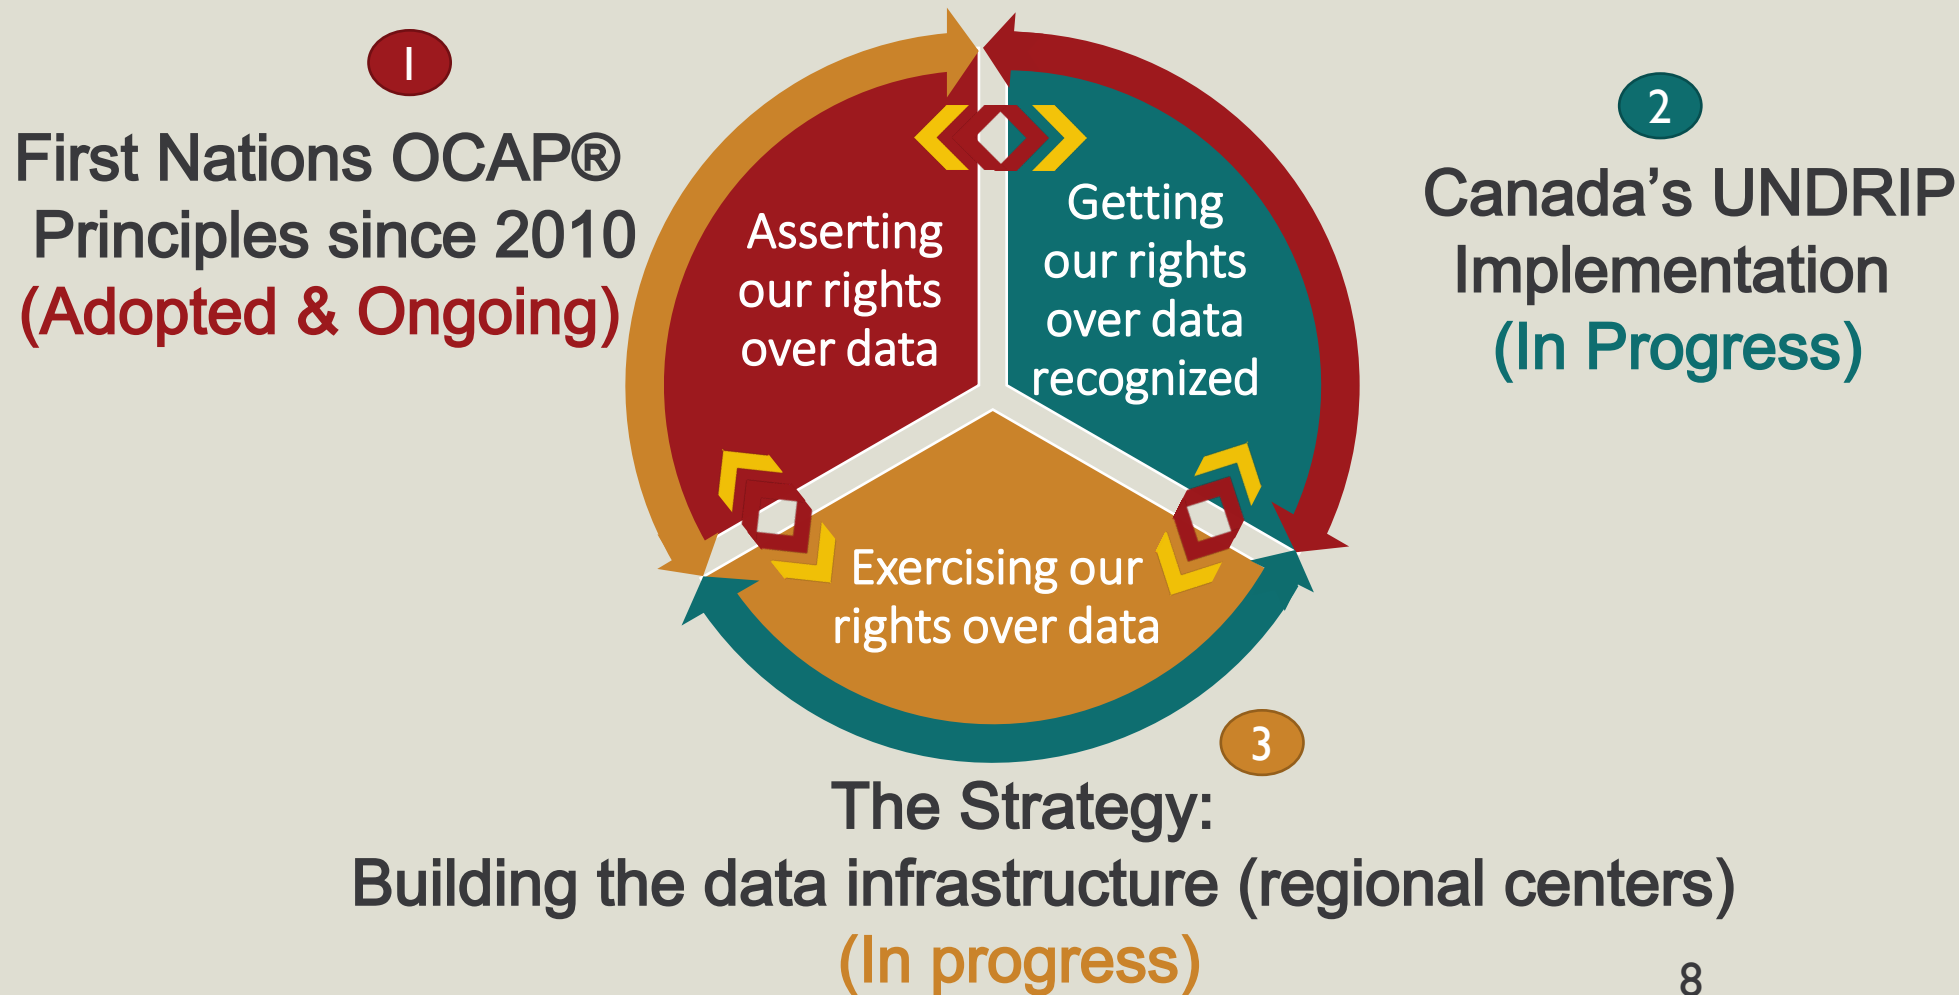 1
First Nations OCAP®
Principles since 2010
(Adopted & Ongoing)
Asserting
our rights
over data
Getting
our rights
over data
recognized
2
Canada’s UNDRIP
Implementation
(In Progress)
Exercising our
rights over data
3
The Strategy:
Building the data infrastructure (regional centers)
(In progress)
8